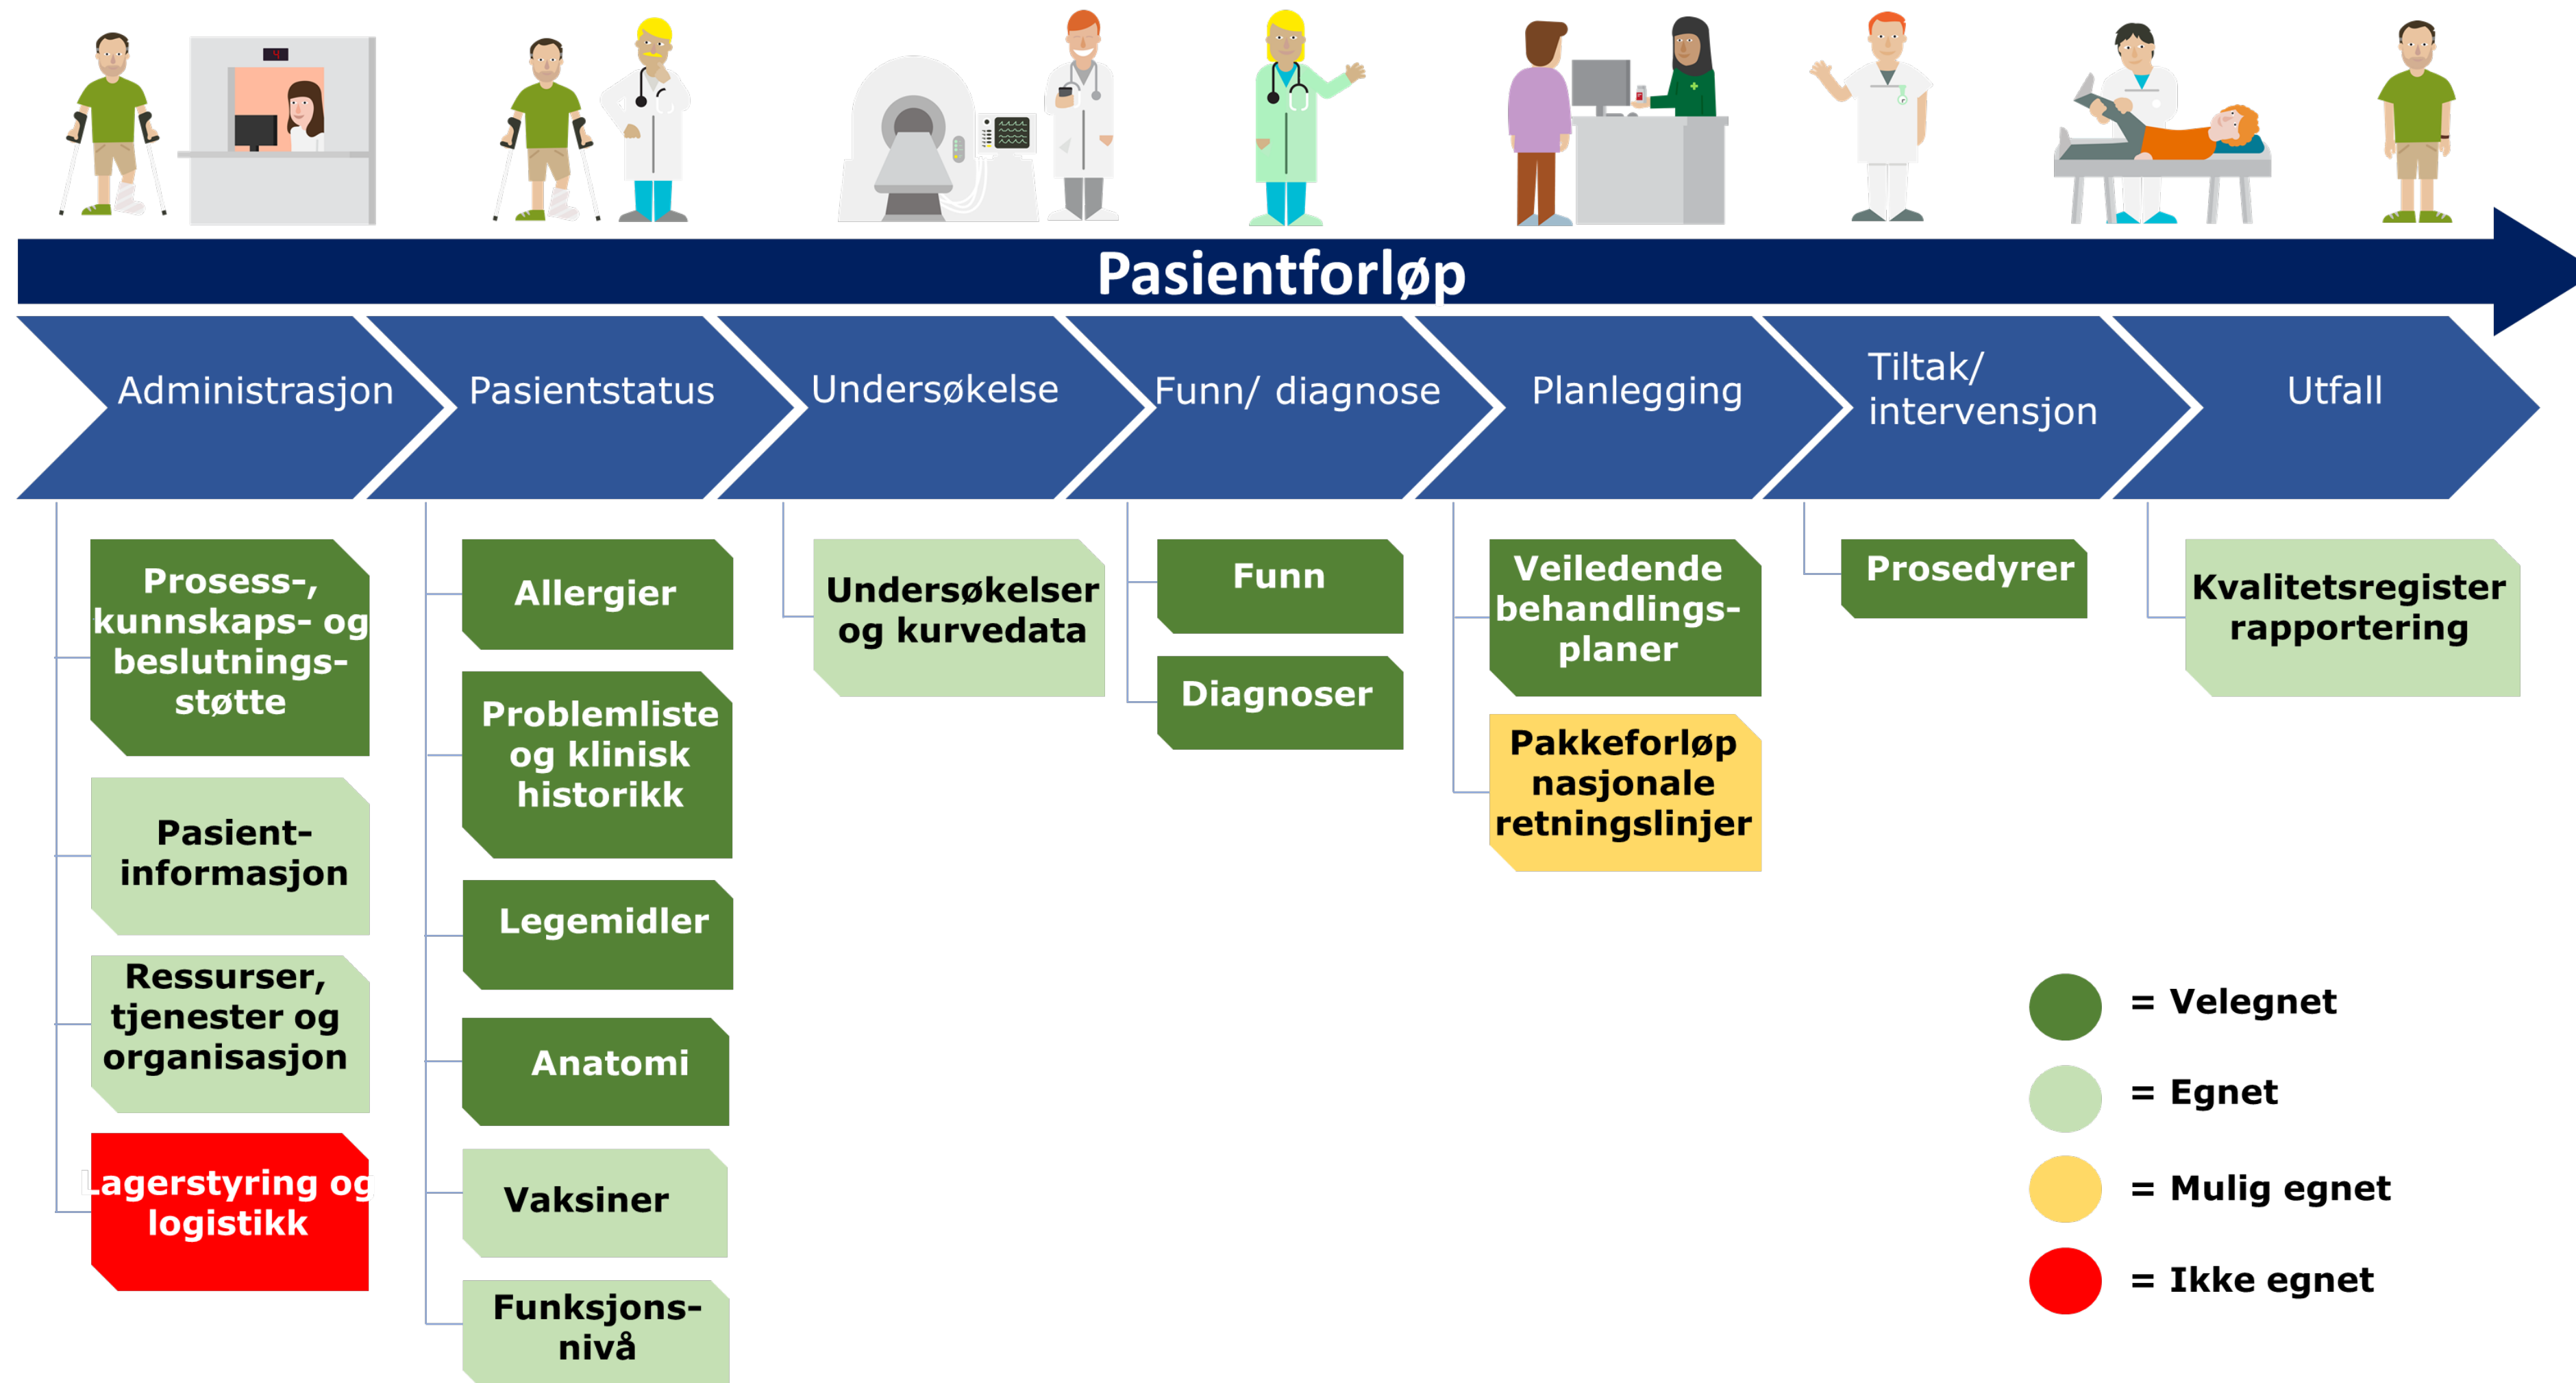 4
Pasientforløp
Administrasjon
Pasientstatus
Undersøkelse
Funn/ diagnose
Planlegging
Tiltak/
intervensjon
Utfall
Prosess-,
kunnskaps- og
beslutnings-
støtte
Pasient-
informasjon
Ressurser,
tjenester og
organisasjon
Lagerstyring og
logistikk
Allergier
Problemliste
og klinisk
historikk
Legemidler
Anatomi
Vaksiner
Funksjons-
nivå
Undersøkelser
og kurvedata
Funn
Diagnoser
Veiledende
behandlings-
planer
Pakkeforløp
nasjonale
retningslinjer
Prosedyrer
Kvalitetsregister
rapportering
= Velegnet
= Egnet
= Mulig egnet
= Ikke egnet